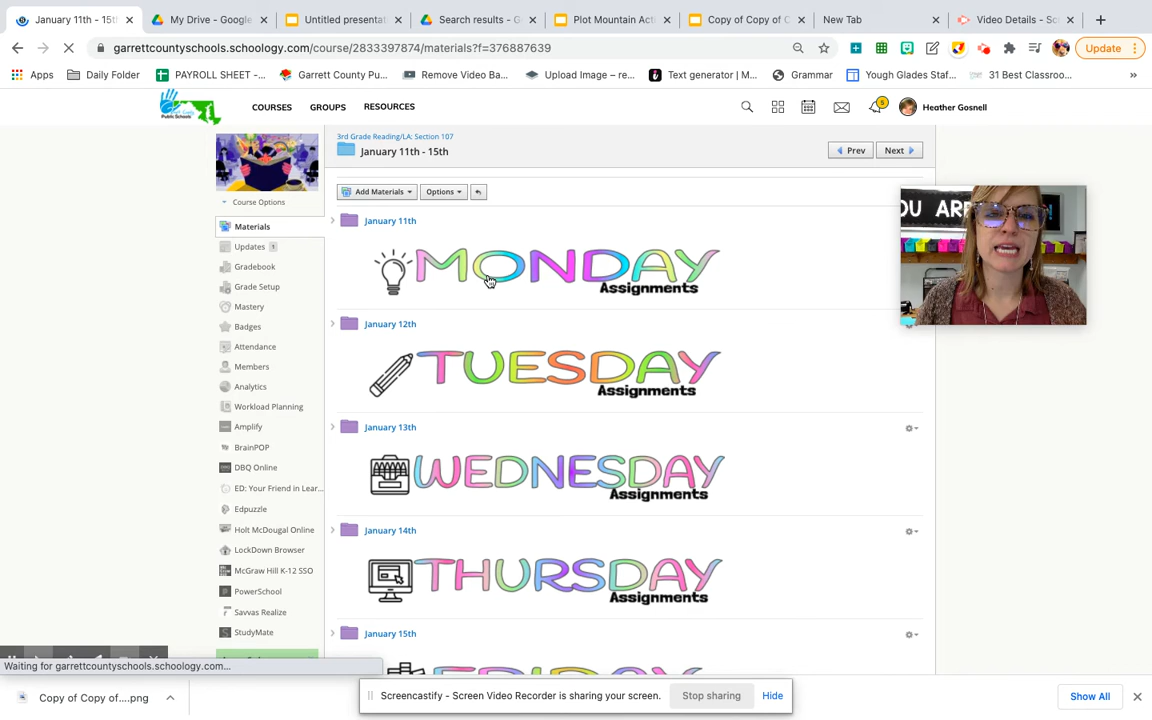 January 11th - 15th
My Drive - Google
Untitled presentat
Search results - G
Plot Mountain Act
Copy of Copy of C
New Tab
Video Details - Scr
garrettcountyschools.schoology.com/course/2833397874/materials?f=376887639
Update
Apps
Daily Folder
PAYROLL SHEET -...
Garrett County Pu...
Remove Video Ba...
Upload Image – re...
Text generator | M...
Grammar
Yough Glades Staf...
31 Best Classroo...
»
Public Schools
COURSES
GROUPS
RESOURCES
5
Heather Gosnell
3rd Grade Reading/LA: Section 107
January 11th - 15th
Prev
Next
Course Options
Add Materials
Options
Materials
Updates 1
Gradebook
Grade Setup
Mastery
Badges
Attendance
Members
Analytics
Workload Planning
Amplify
BrainPOP
DBQ Online
ED: Your Friend in Lear...
Edpuzzle
Holt McDougal Online
LockDown Browser
McGraw Hill K-12 SSO
PowerSchool
Savvas Realize
StudyMate
January 11th
MONDAY
Assignments
January 12th
TUESDAY
Assignments
January 13th
WEDNESDAY
Assignments
January 14th
THURSDAY
Assignments
January 15th
FRIDAY
OU ARE
Waiting for garrettcountyschools.schoology.com...
Copy of Copy of....png
Screencastify - Screen Video Recorder is sharing your screen.
Stop sharing
Hide
Show All